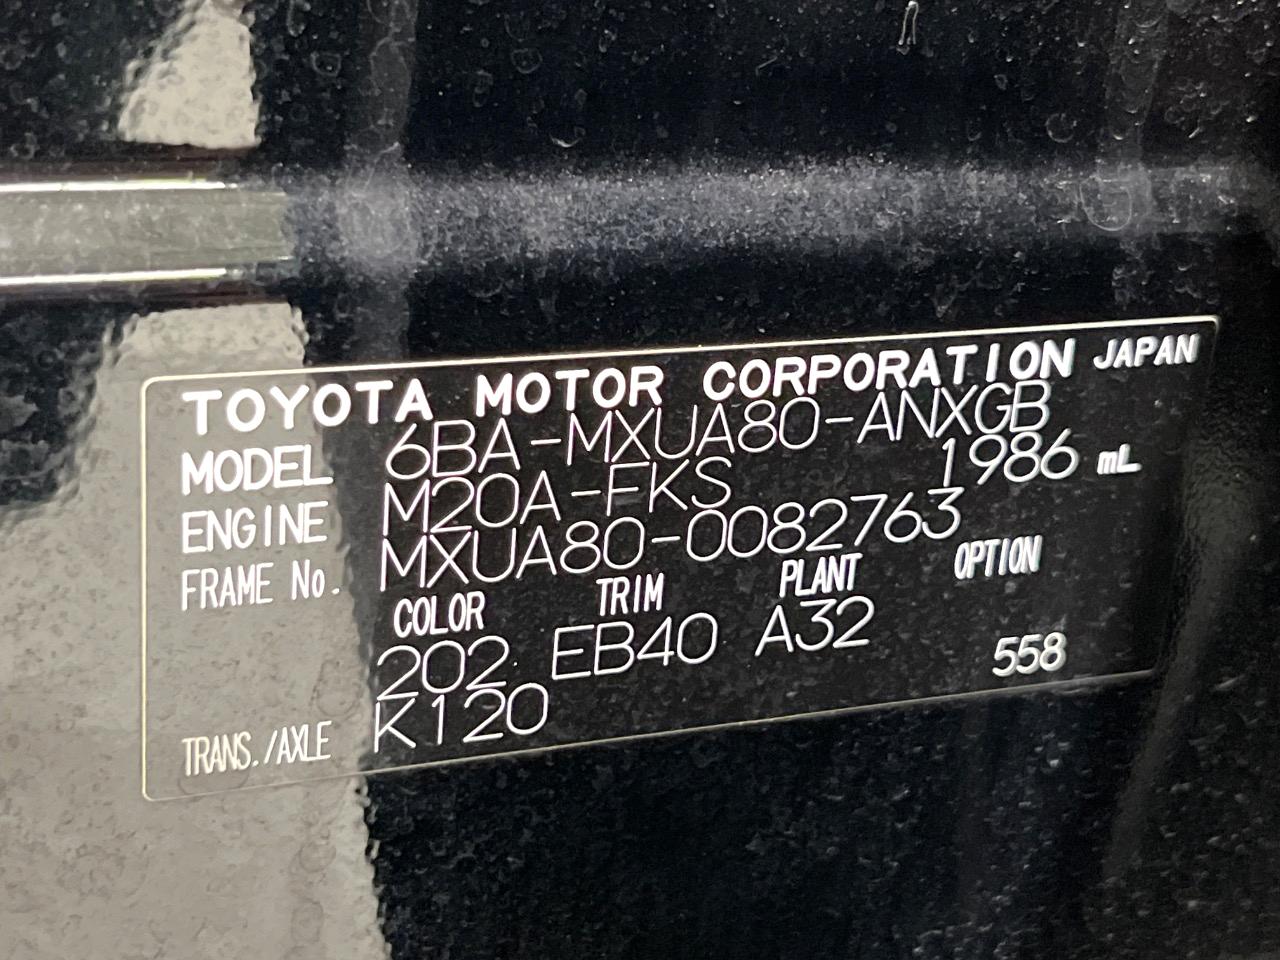 TOYOTA MOTOR CORPORATION JAPAN
MODEL 6BA-MXUA80-ANXGB
ENGINE M20A-FKS 1986 mL
FRAME No. MXUA80-0082763
COLOR TRIM PLANT OPTION
202 EB40 A32 558
TRANS./AXLE K120